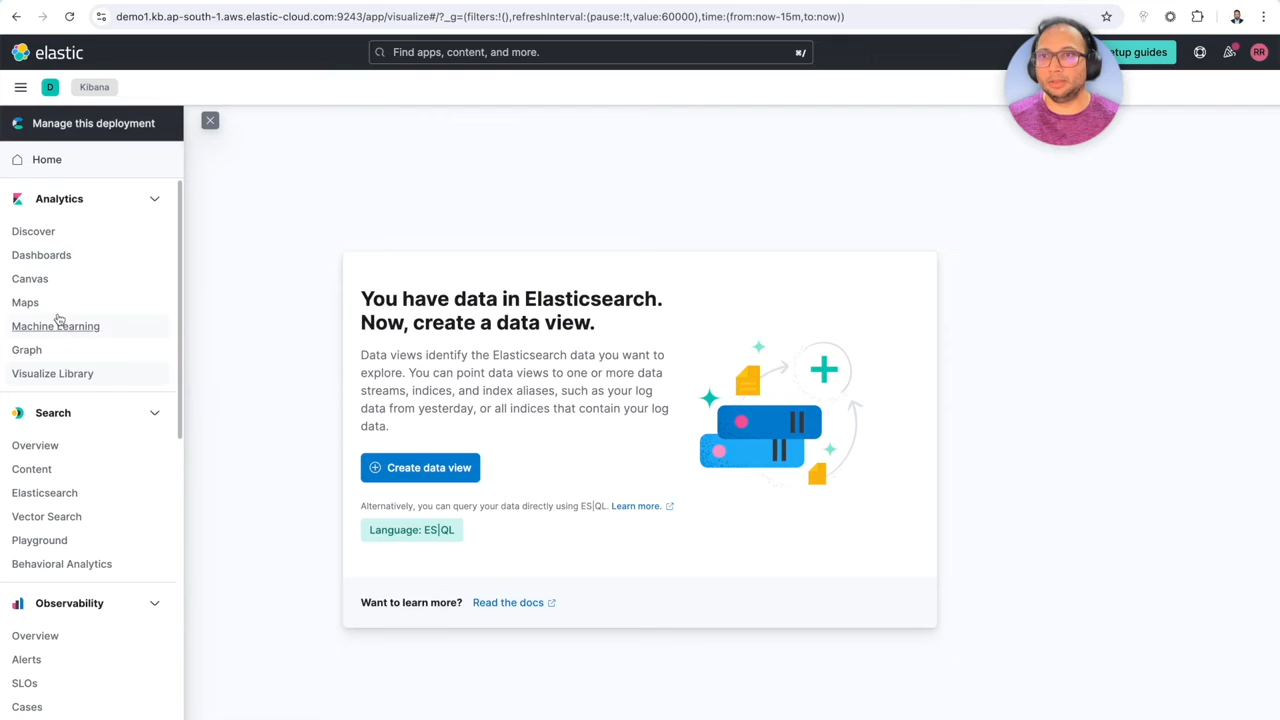 demo1.kb.ap-south-1.aws.elastic-cloud.com:9243/app/visualize#/?_g=(filters:!(),refreshInterval:(pause:!t,value:60000),time:(from:now-15m,to:now))
elastic
Find apps, content, and more.
⌘/
etup guides
RR
D
Kibana
Manage this deployment
Home
Analytics
Discover
Dashboards
Canvas
Maps
Machine Learning
Graph
Visualize Library
Search
Overview
Content
Elasticsearch
Vector Search
Playground
Behavioral Analytics
Observability
Overview
Alerts
SLOs
Cases
You have data in Elasticsearch.
Now, create a data view.
Data views identify the Elasticsearch data you want to
explore. You can point data views to one or more data
streams, indices, and index aliases, such as your log
data from yesterday, or all indices that contain your log
data.
Create data view
Alternatively, you can query your data directly using ES|QL. Learn more.
Language: ES|QL
Want to learn more? Read the docs